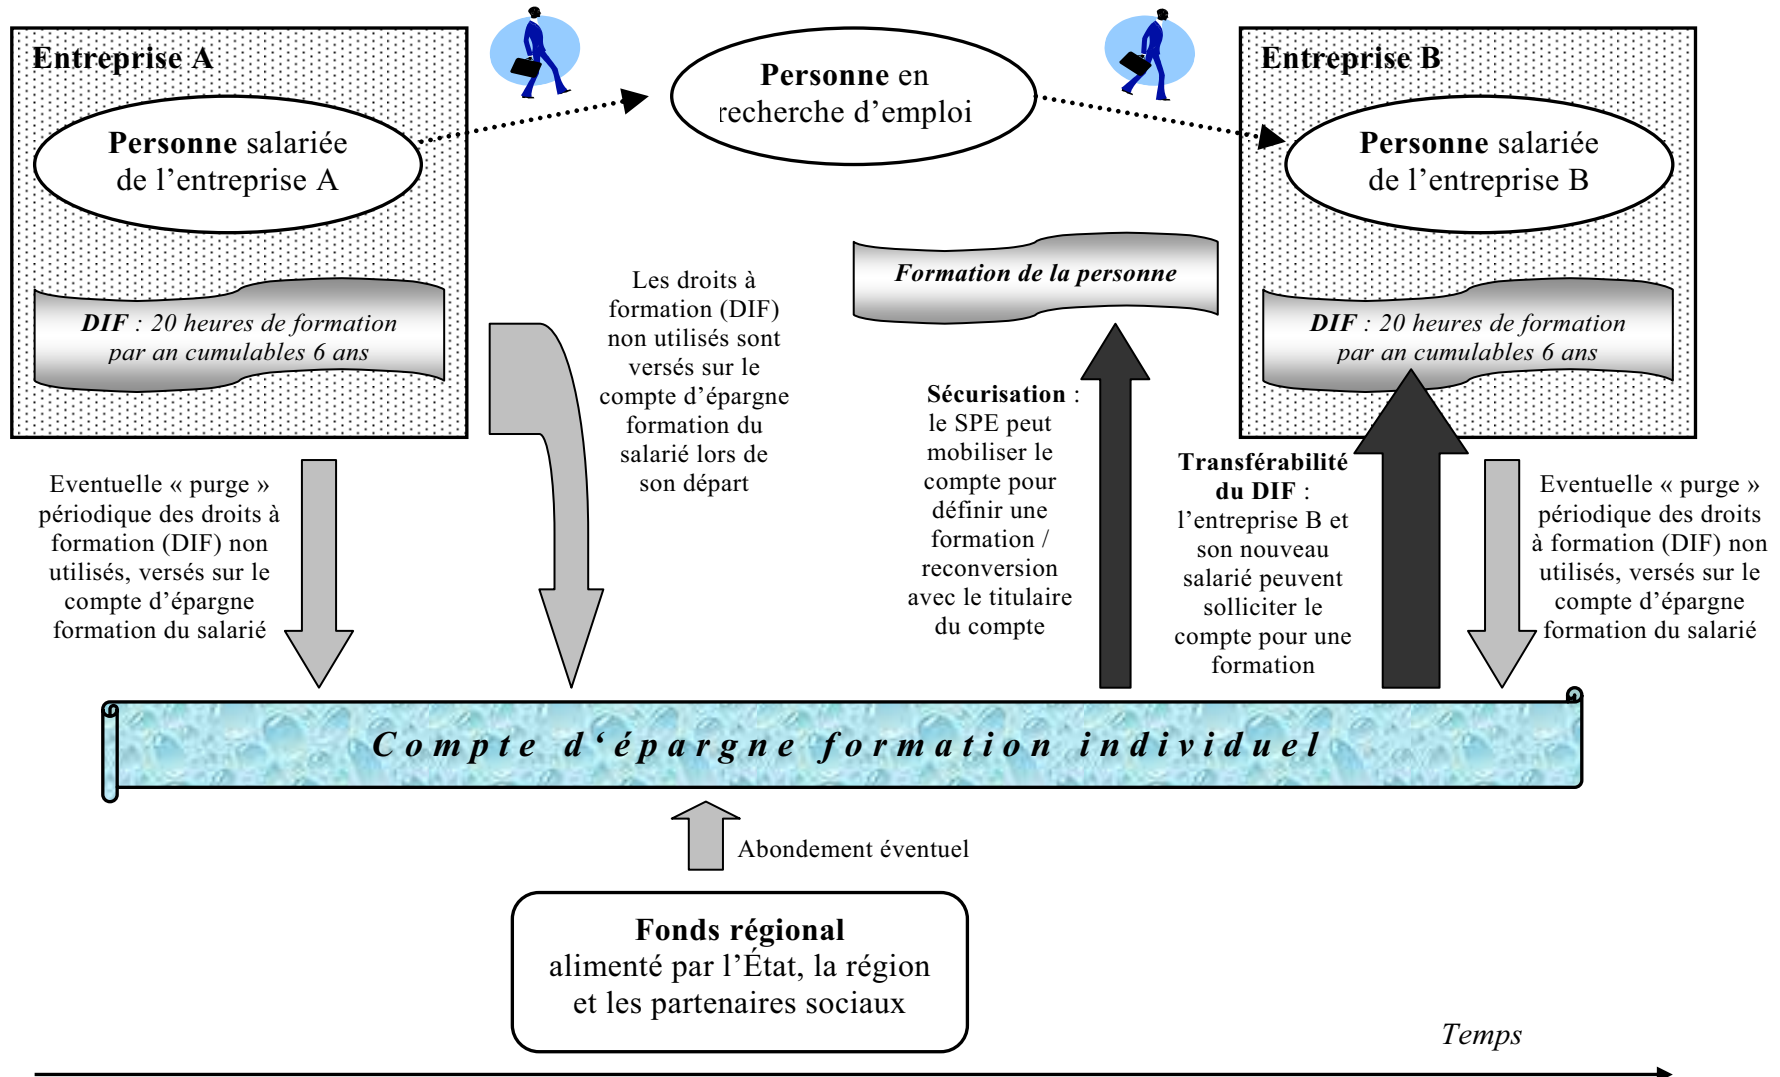 Entreprise A
Personne salariée
de l’entreprise A
DIF : 20 heures de formation
par an cumulables 6 ans
Personne en
recherche d’emploi
Entreprise B
Personne salariée
de l’entreprise B
DIF : 20 heures de formation
par an cumulables 6 ans
Les droits à
formation (DIF)
non utilisés sont
versés sur le
compte d’épargne
formation du
salarié lors de
son départ
Formation de la personne
Sécurisation :
le SPE peut
mobiliser le
compte pour
définir une
formation /
reconversion
avec le titulaire
du compte
Transférabilité
du DIF :
l’entreprise B et
son nouveau
salarié peuvent
solliciter le
compte pour une
formation
Eventuelle « purge »
périodique des droits à
formation (DIF) non
utilisés, versés sur le
compte d’épargne
formation du salarié
Eventuelle « purge »
périodique des droits
à formation (DIF) non
utilisés, versés sur le
compte d’épargne
formation du salarié
Compte d‘épargne formation individuel
Abondement éventuel
Fonds régional
alimenté par l’État, la région
et les partenaires sociaux
Temps